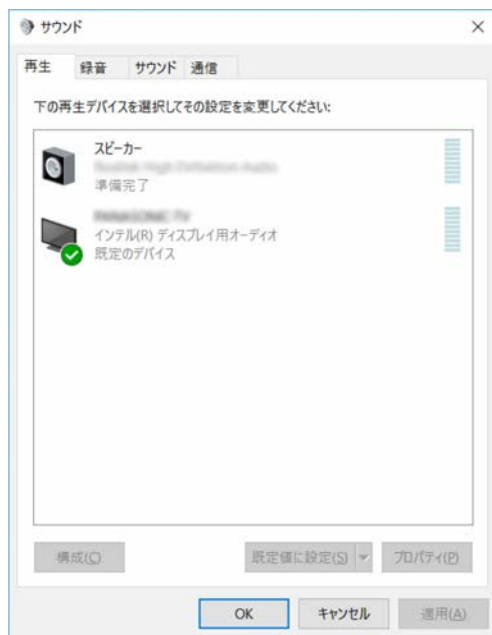 サウンド
再生 録音 サウンド 通信
下の再生デバイスを選択してその設定を変更してください:
スピーカー
準備完了
インテル(R) ディスプレイ用オーディオ
既定のデバイス
構成(C) 既定値に設定(S) プロパティ(P)
OK キャンセル 適用(A)